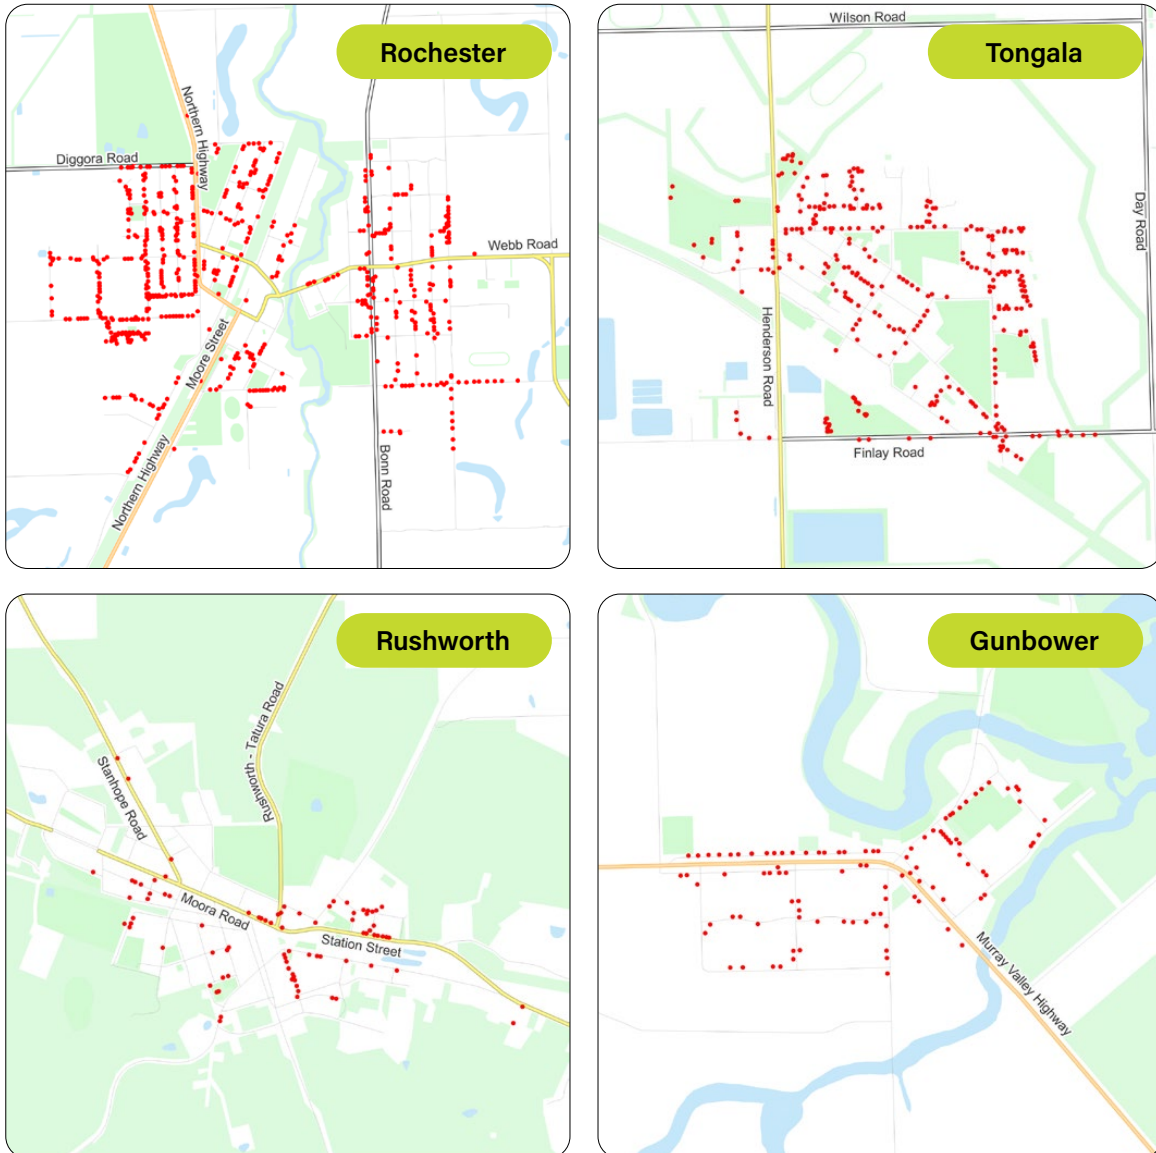 Rochester
Northern Highway
Diggora Road
Webb Road
Moore Street
Northern Highway
Bonn Road
Wilson Road
Tongala
Day Road
Henderson Road
Finlay Road
Rushworth
Rushworth - Tatura Road
Stanhope Road
Moora Road
Station Street
Gunbower
Murray Valley Highway